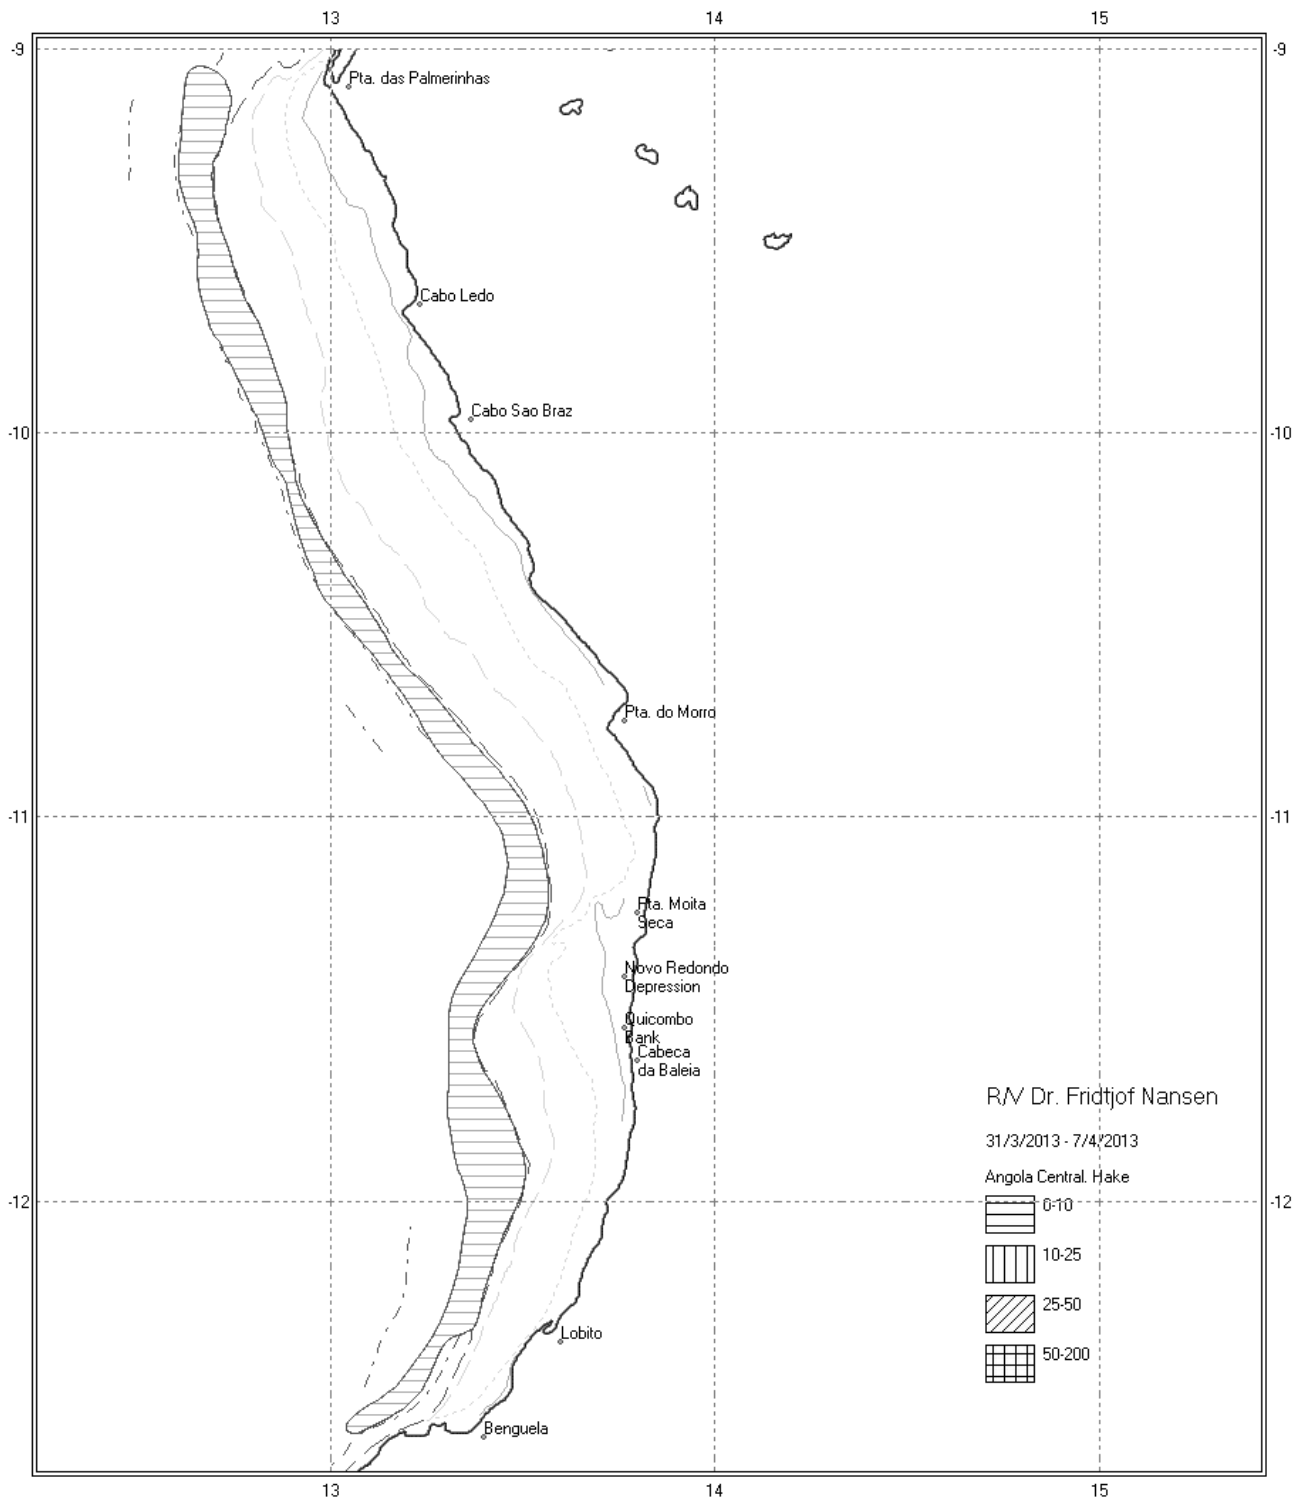 13 14 15
-9 -9
Pta. das Palmerinhas
Cabo Ledo
Cabo Sao Braz
-10 -10
Pta. do Morro
-11 -11
Pta. Moita
Seca
Novo Redondo
Depression
Quicombo
Bank
Cabeca
da Baleia
R/V Dr. Fridtjof Nansen
31/3/2013 - 7/4/2013
Angola Central. Hake
-12 -12
0-10
10-25
25-50
50-200
Lobito
Benguela
13 14 15